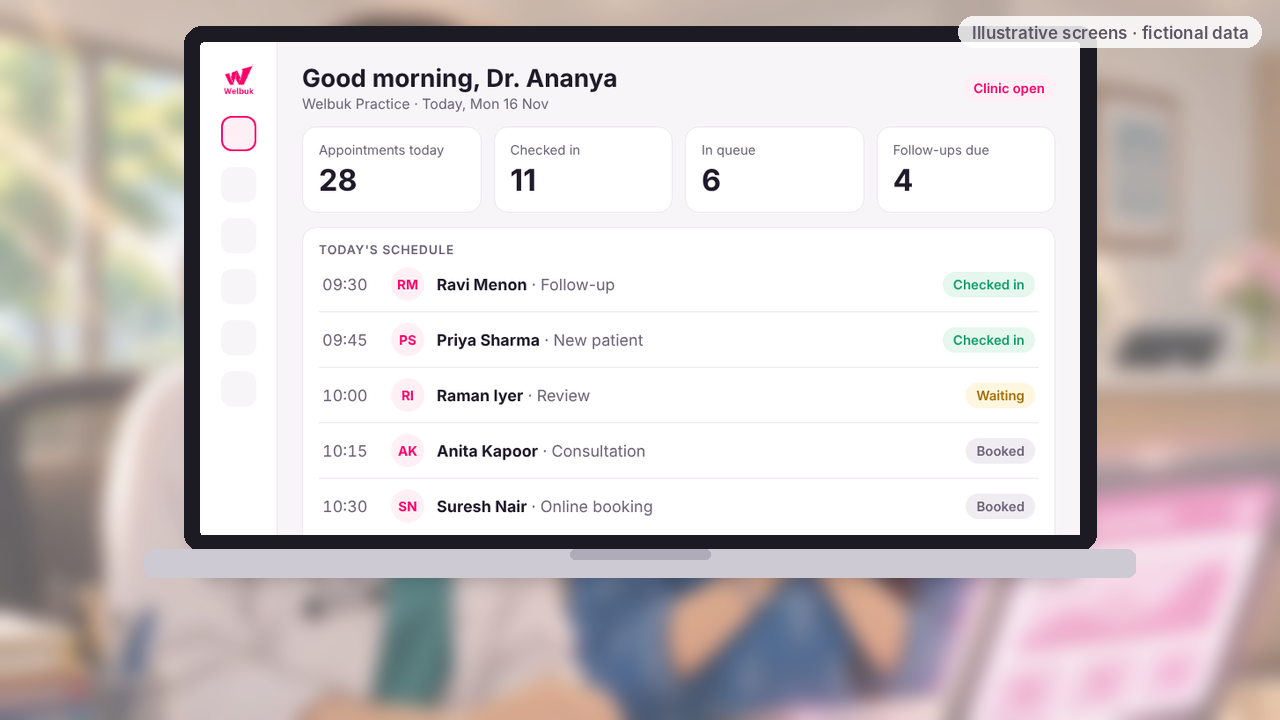 Illustrative screens · fictional data
Welbuk
Good morning, Dr. Ananya
Welbuk Practice · Today, Mon 16 Nov
Clinic open
Appointments today
28
Checked in
11
In queue
6
Follow-ups due
4
TODAY'S SCHEDULE
09:30 RM Ravi Menon · Follow-up Checked in
09:45 PS Priya Sharma · New patient Checked in
10:00 RI Raman Iyer · Review Waiting
10:15 AK Anita Kapoor · Consultation Booked
10:30 SN Suresh Nair · Online booking Booked